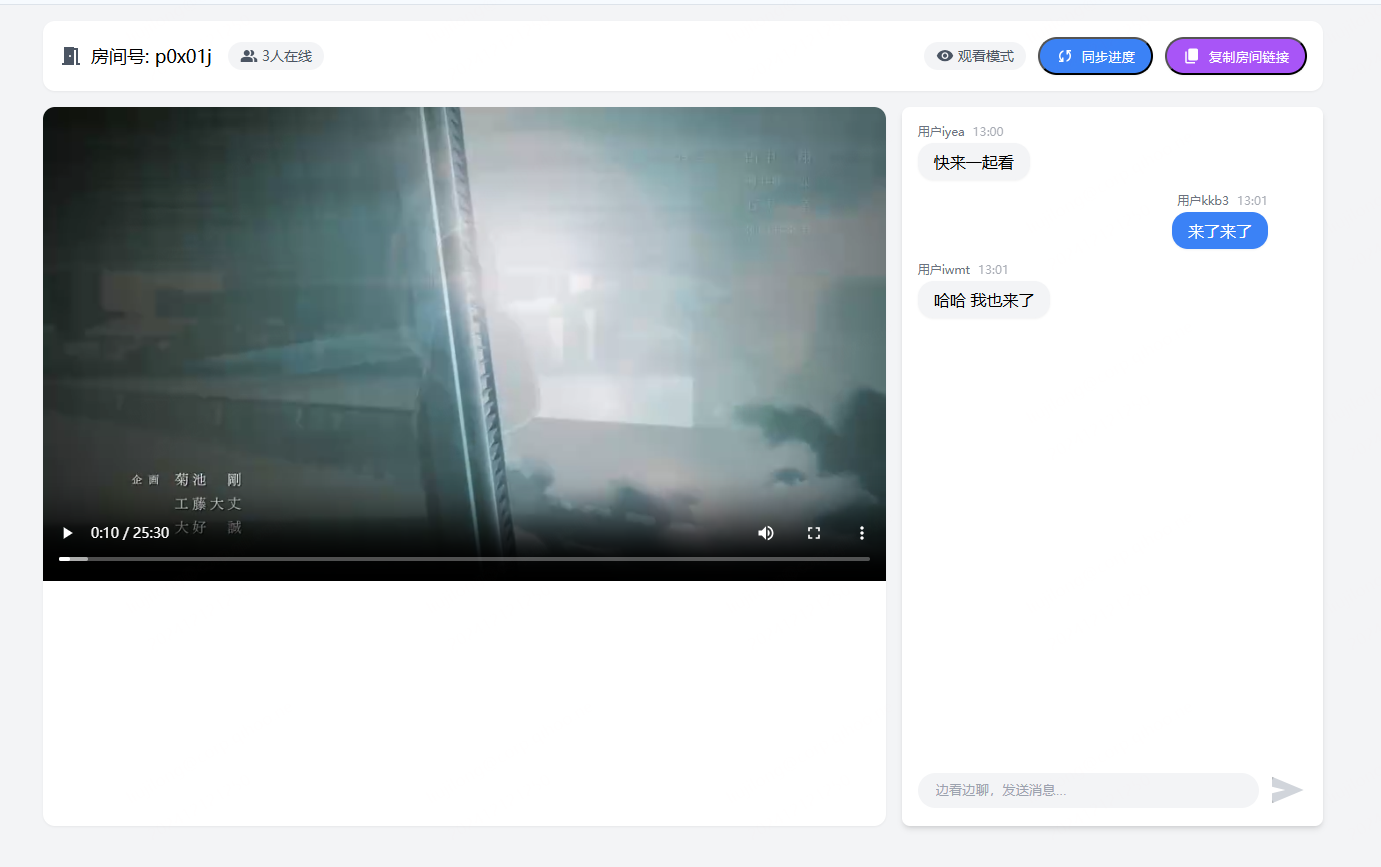 房间号: p0x01j
3人在线
观看模式
同步进度
复制房间链接
企画 菊池 剛
工藤大丈
大好 誠
0:10 / 25:30
用户iyea 13:00
快来一起看
用户kkb3 13:01
来了来了
用户iwmt 13:01
哈哈 我也来了
边看边聊，发送消息...